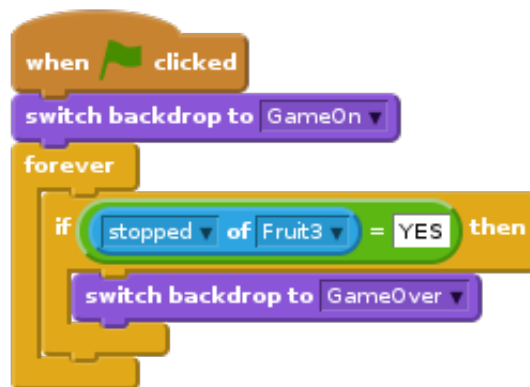 when clicked
switch backdrop to GameOn
forever
if stopped of Fruit3 = YES then
switch backdrop to GameOver